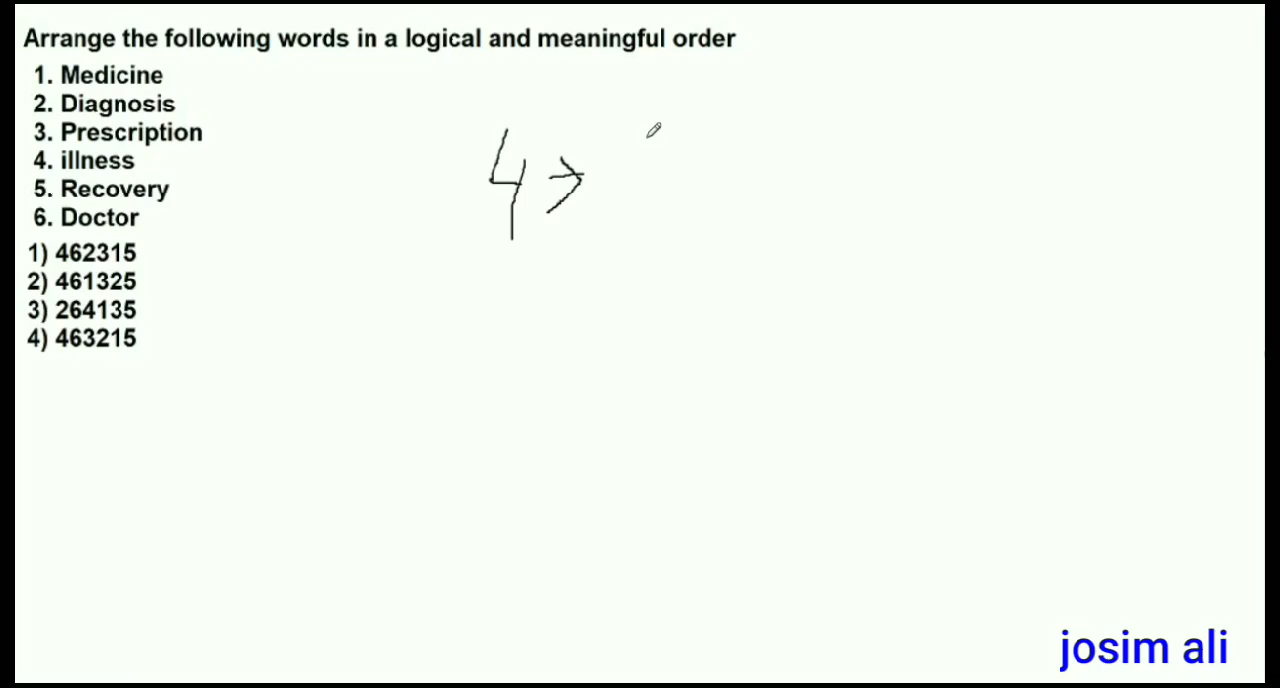 Arrange the following words in a logical and meaningful order
1. Medicine
2. Diagnosis
3. Prescription
4. illness
5. Recovery
6. Doctor
1) 462315
2) 461325
3) 264135
4) 463215
4 →
josim ali